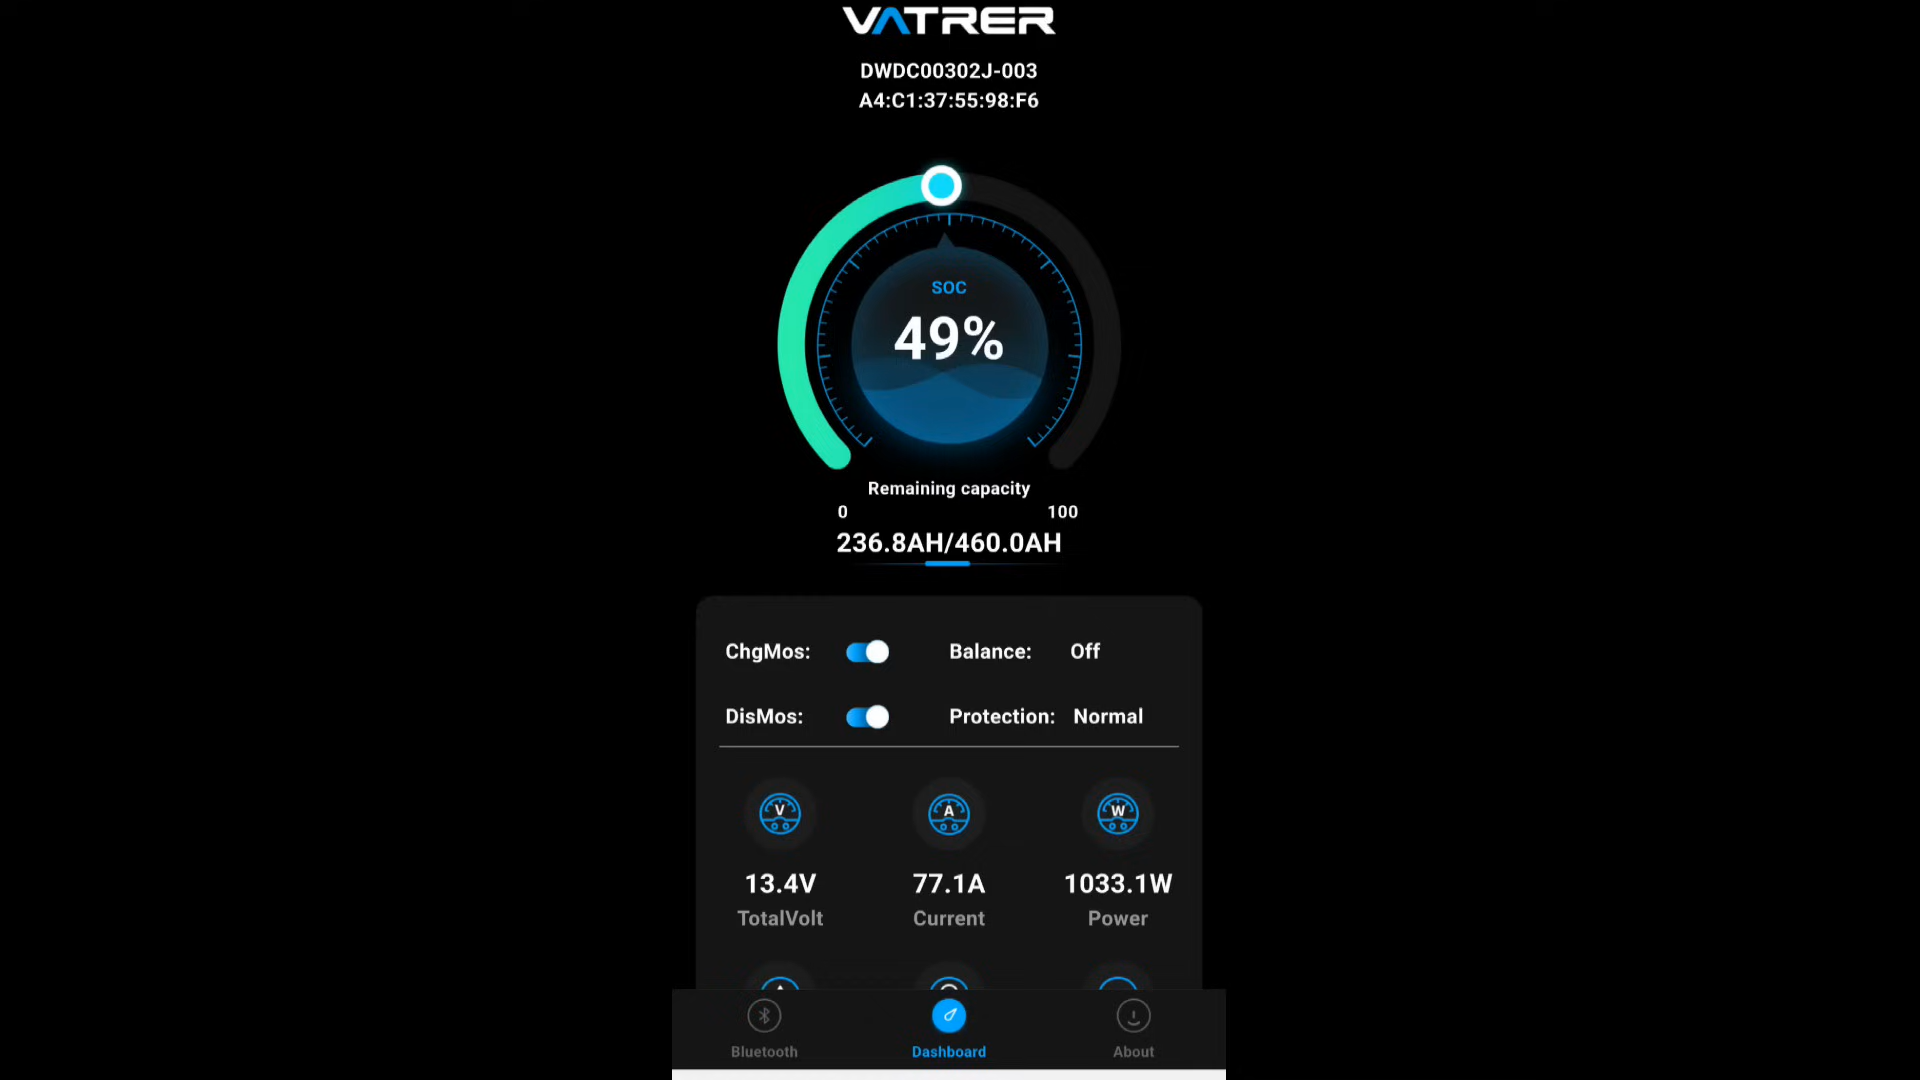 VATRER
DWDC00302J-003
A4:C1:37:55:98:F6
SOC
49%
Remaining capacity
0 100
236.8AH/460.0AH
ChgMos: Balance: Off
DisMos: Protection: Normal
V A W
13.4V 77.1A 1033.1W
TotalVolt Current Power
Bluetooth Dashboard About